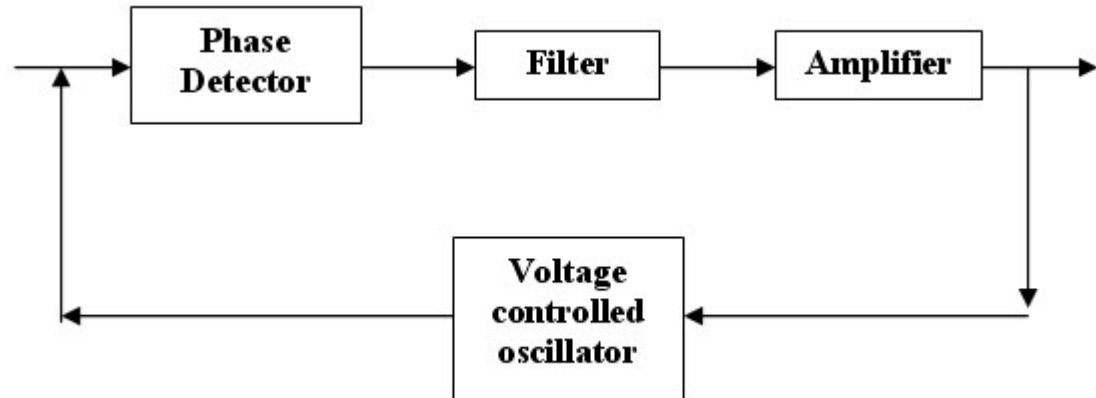 Phase
Detector
Filter
Amplifier
Voltage
controlled
oscillator